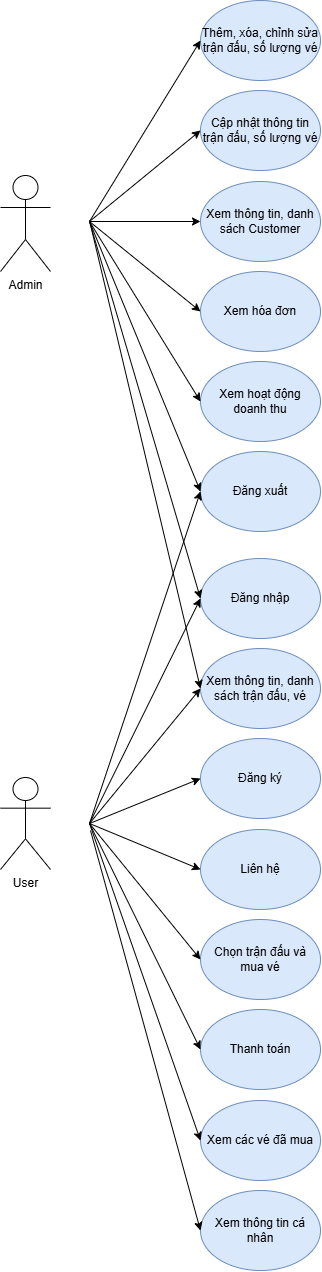 Thêm, xóa, chỉnh sửa
trận đấu, số lượng vé
Cập nhật thông tin
trận đấu, số lượng vé
Xem thông tin, danh
sách Customer
Admin
Xem hóa đơn
Xem hoạt động
doanh thu
Đăng xuất
Đăng nhập
Xem thông tin, danh
sách trận đấu, vé
Đăng ký
User
Liên hệ
Chọn trận đấu và
mua vé
Thanh toán
Xem các vé đã mua
Xem thông tin cá
nhân